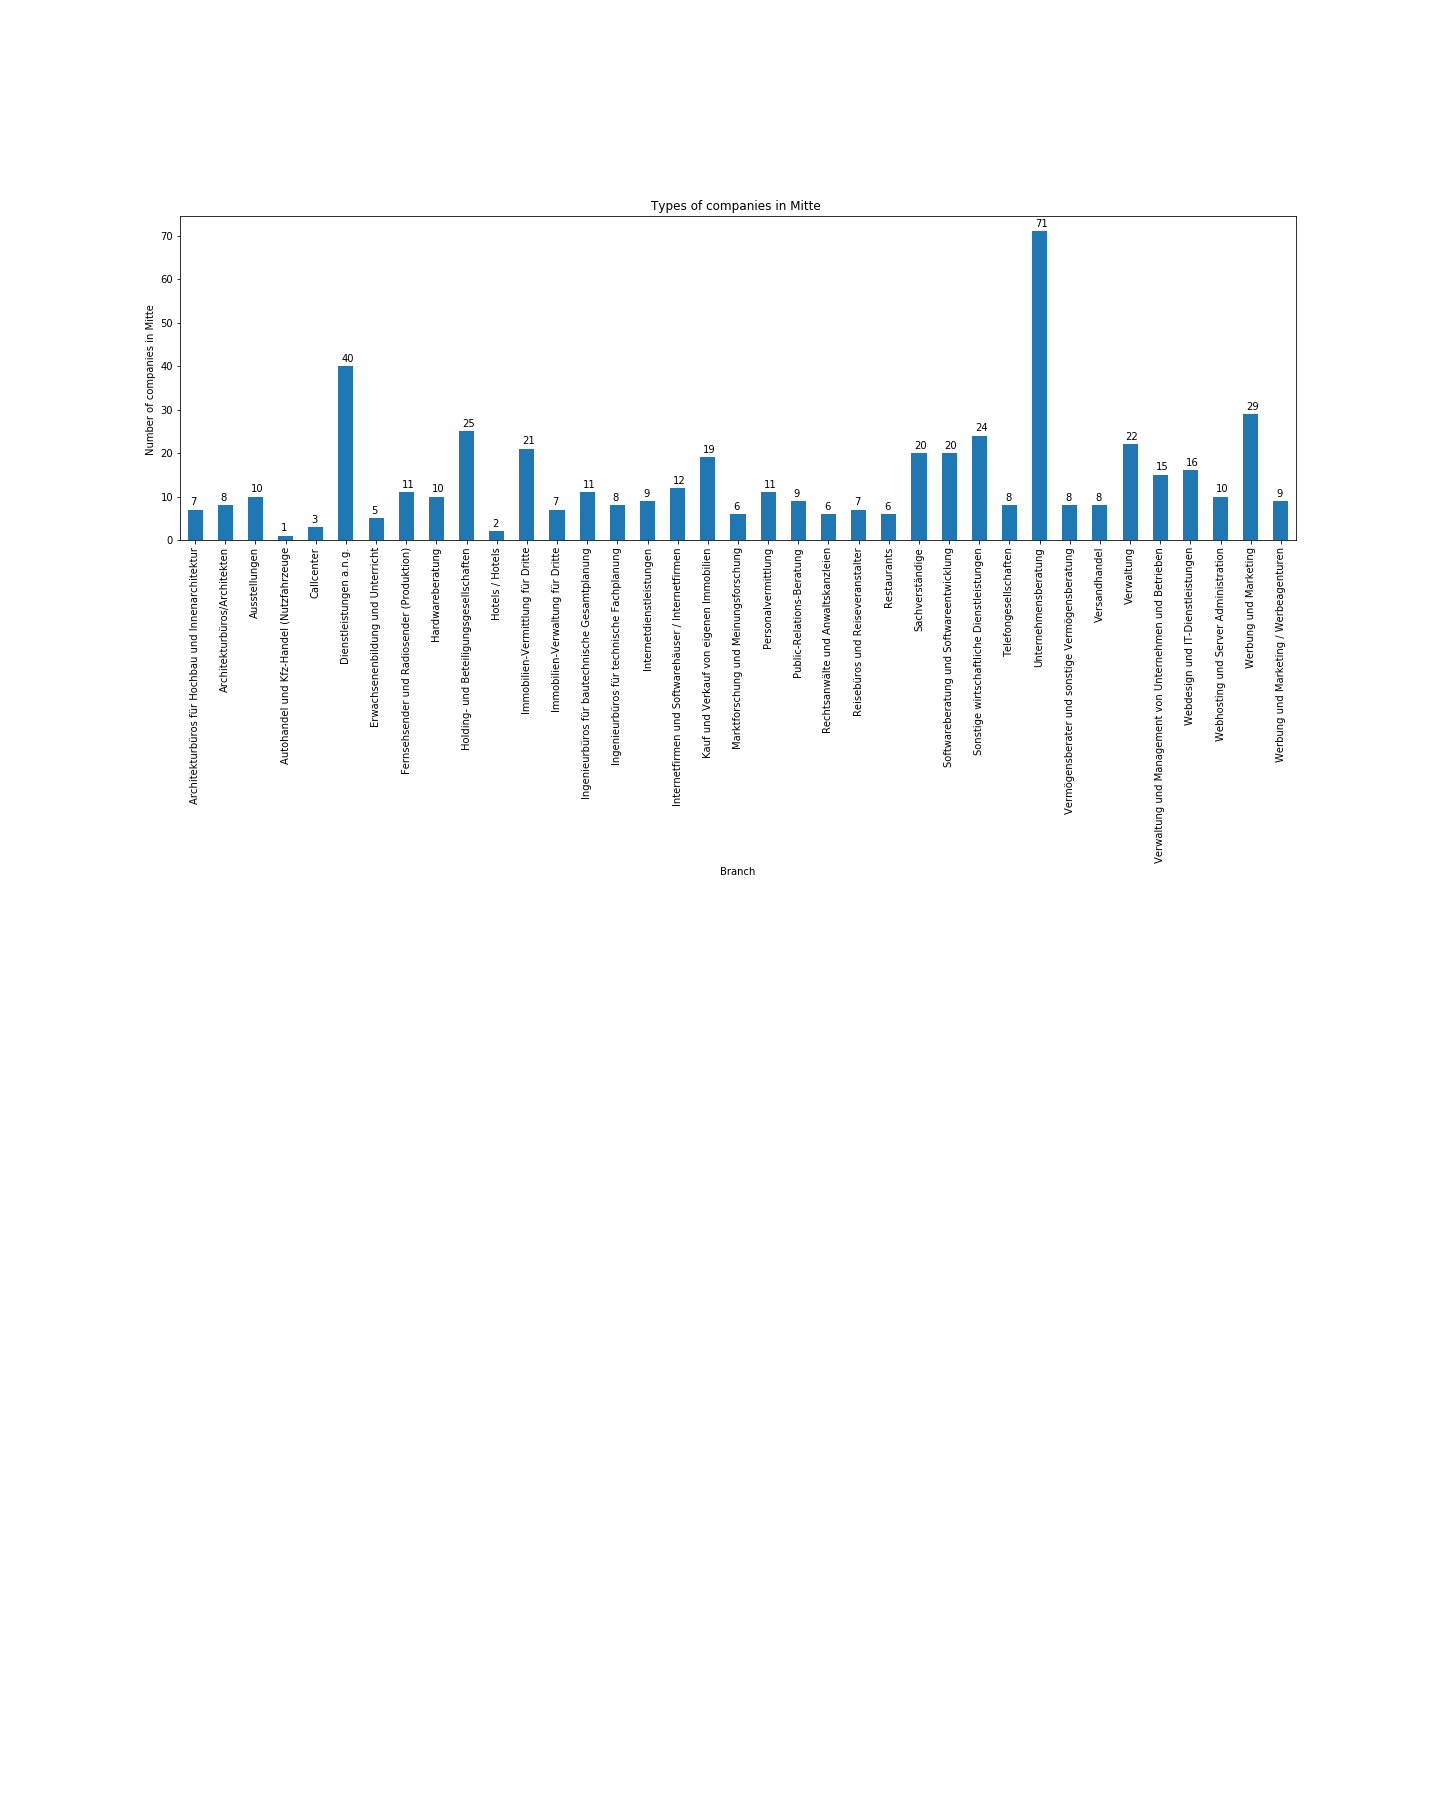 Types of companies in Mitte
Number of companies in Mitte
70
60
50
40
30
20
10
0
7
8
10
1
3
40
5
11
10
25
2
21
7
11
8
9
12
19
6
11
9
6
7
6
20
20
24
8
71
8
8
22
15
16
10
29
9
Architekturbüros für Hochbau und Innenarchitektur
Architekturbüros/Architekten
Ausstellungen
Autohandel und Kfz-Handel (Nutzfahrzeuge
Callcenter
Dienstleistungen a.n.g.
Erwachsenenbildung und Unterricht
Fernsehsender und Radiosender (Produktion)
Hardwareberatung
Holding- und Beteiligungsgesellschaften
Hotels / Hotels
Immobilien-Vermittlung für Dritte
Immobilien-Verwaltung für Dritte
Ingenieurbüros für bautechnische Gesamtplanung
Ingenieurbüros für technische Fachplanung
Internetdienstleistungen
Internetfirmen und Softwarehäuser / Internetfirmen
Kauf und Verkauf von eigenen Immobilien
Marktforschung und Meinungsforschung
Personalvermittlung
Public-Relations-Beratung
Rechtsanwälte und Anwaltskanzleien
Reisebüros und Reiseveranstalter
Restaurants
Sachverständige
Softwareberatung und Softwareentwicklung
Sonstige wirtschaftliche Dienstleistungen
Telefongesellschaften
Unternehmensberatung
Vermögensberater und sonstige Vermögensberatung
Versandhandel
Verwaltung
Verwaltung und Management von Unternehmen und Betrieben
Webdesign und IT-Dienstleistungen
Webhosting und Server Administration
Werbung und Marketing
Werbung und Marketing / Werbeagenturen
Branch